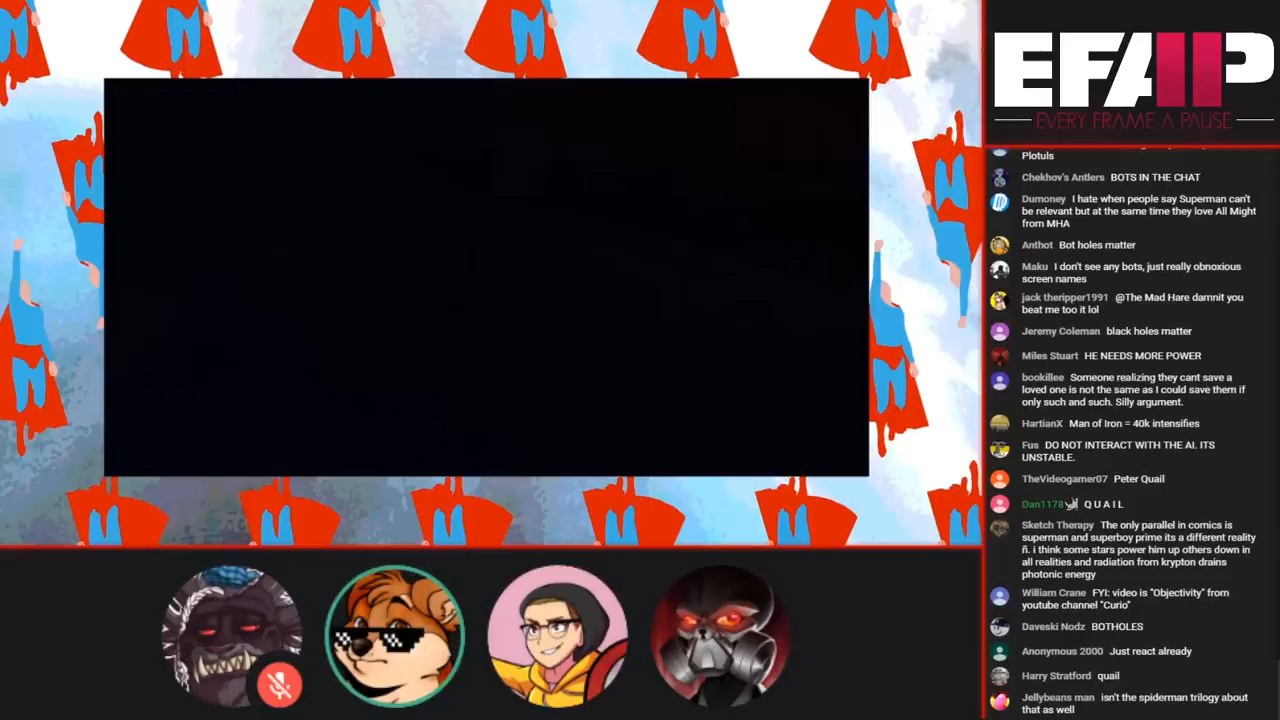 EFAP
EVERY FRAME A PAUSE
Plotuls
Chekhov's Antlers BOTS IN THE CHAT
Dumoney I hate when people say Superman can't
be relevant but at the same time they love All Might
from MHA
Anthot Bot holes matter
Maku I don't see any bots, just really obnoxious
screen names
jack theripper1991 @The Mad Hare damnit you
beat me too it lol
Jeremy Coleman black holes matter
Miles Stuart HE NEEDS MORE POWER
bookillee Someone realizing they cant save a
loved one is not the same as I could save them if
only such and such. Silly argument.
HartianX Man of Iron = 40k intensifies
Fus DO NOT INTERACT WITH THE AI. ITS
UNSTABLE.
TheVideogamer07 Peter Quail
Dan1178 Q U A I L
Sketch Therapy The only parallel in comics is
superman and superboy prime its a different reality
ñ. i think some stars power him up others down in
all realities and radiation from krypton drains
photonic energy
William Crane FYI: video is "Objectivity" from
youtube channel "Curio"
Daveski Nodz BOTHOLES
Anonymous 2000 Just react already
Harry Stratford quail
Jellybeans man isn't the spiderman trilogy about
that as well